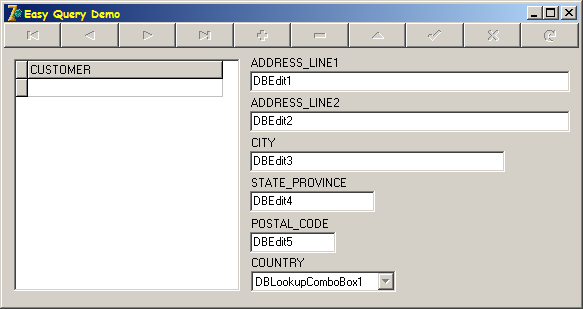 Easy Query Demo
CUSTOMER
ADDRESS_LINE1
DBEdit1
ADDRESS_LINE2
DBEdit2
CITY
DBEdit3
STATE_PROVINCE
DBEdit4
POSTAL_CODE
DBEdit5
COUNTRY
DBLookupComboBox1